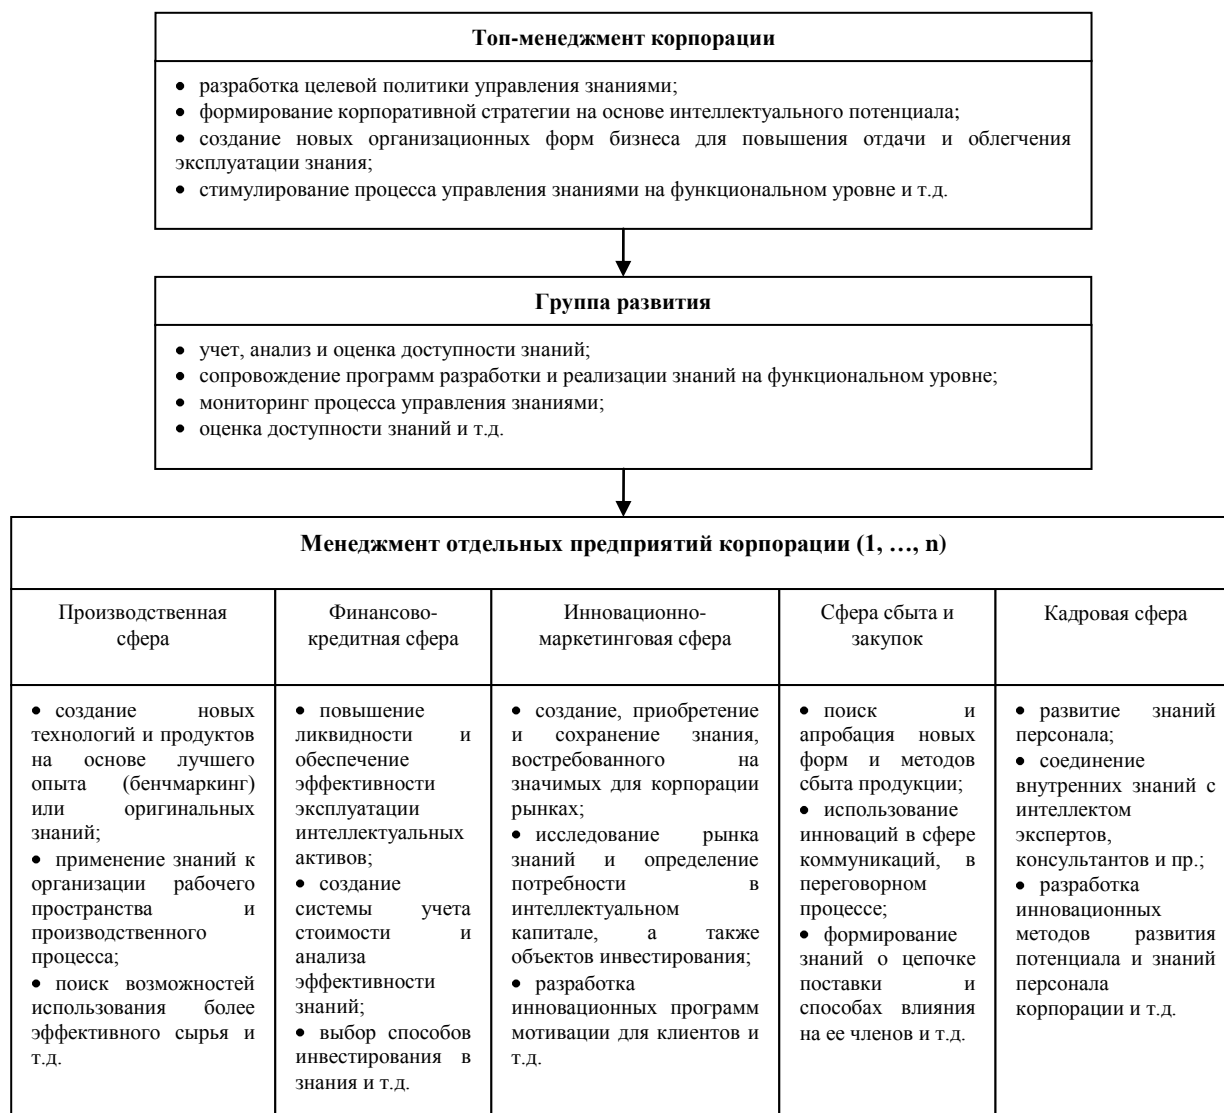 Топ-менеджмент корпорации
• разработка целевой политики управления знаниями;
• формирование корпоративной стратегии на основе интеллектуального потенциала;
• создание новых организационных форм бизнеса для повышения отдачи и облегчения
эксплуатации знания;
• стимулирование процесса управления знаниями на функциональном уровне и т.д.
Группа развития
• учет, анализ и оценка доступности знаний;
• сопровождение программ разработки и реализации знаний на функциональном уровне;
• мониторинг процесса управления знаниями;
• оценка доступности знаний и т.д.
Менеджмент отдельных предприятий корпорации (1, …, n)
Производственная
сфера
Финансово-
кредитная сфера
Инновационно-
маркетинговая сфера
Сфера сбыта и
закупок
Кадровая сфера
• создание новых
технологий и продуктов
на основе лучшего
опыта (бенчмаркинг)
или оригинальных
знаний;
• применение знаний к
организации рабочего
пространства и
производственного
процесса;
• поиск возможностей
использования более
эффективного сырья и
т.д.
• повышение
ликвидности и
обеспечение
эффективности
эксплуатации
интеллектуальных
активов;
• создание
системы учета
стоимости и
анализа
эффективности
знаний;
• выбор способов
инвестирования в
знания и т.д.
• создание, приобретение
и сохранение знания,
востребованного на
значимых для корпорации
рынках;
• исследование рынка
знаний и определение
потребности в
интеллектуальном
капитале, а также
объектов инвестирования;
• разработка
инновационных программ
мотивации для клиентов и
т.д.
• поиск и
апробация новых
форм и методов
сбыта продукции;
• использование
инноваций в сфере
коммуникаций, в
переговорном
процессе;
• формирование
знаний о цепочке
поставки и
способах влияния
на ее членов и т.д.
• развитие знаний
персонала;
• соединение
внутренних знаний с
интеллектом
экспертов,
консультантов и пр.;
• разработка
инновационных
методов развития
потенциала и знаний
персонала
корпорации и т.д.